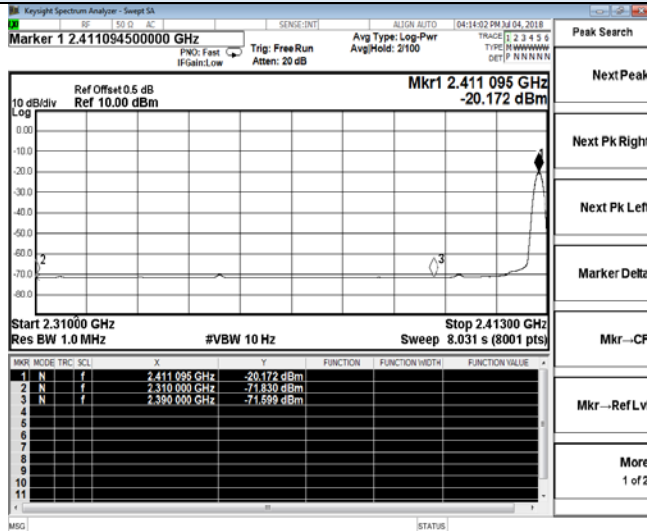 Keysight Spectrum Analyzer - Swept SA
RF 50 Ω AC SENSE:INT ALIGN AUTO 04:14:02 PM Jul 04, 2018
Marker 1 2.411094500000 GHz
PNO: Fast
IFGain:Low
Trig: Free Run
Atten: 20 dB
Avg Type: Log-Pwr
Avg|Hold: 2/100
TRACE 1 2 3 4 5 6
TYPE M WWWWW
DET P N N N N N
Ref Offset 0.5 dB
Ref 10.00 dBm
Mkr1 2.411 095 GHz
-20.172 dBm
10 dB/div
Log
0.00
-10.0
-20.0
-30.0
-40.0
-50.0
-60.0
-70.0
-80.0
1
2
3
Start 2.31000 GHz
Stop 2.41300 GHz
Res BW 1.0 MHz
#VBW 10 Hz
Sweep 8.031 s (8001 pts)
MKR MODE TRC SCL X Y FUNCTION FUNCTION WIDTH FUNCTION VALUE
1 N f 2.411 095 GHz -20.172 dBm
2 N f 2.310 000 GHz -71.830 dBm
3 N f 2.390 000 GHz -71.599 dBm
4
5
6
7
8
9
10
11
MSG
STATUS
Peak Search
Next Peak
Next Pk Right
Next Pk Left
Marker Delta
Mkr→CF
Mkr→Ref Lvl
More
1 of 2